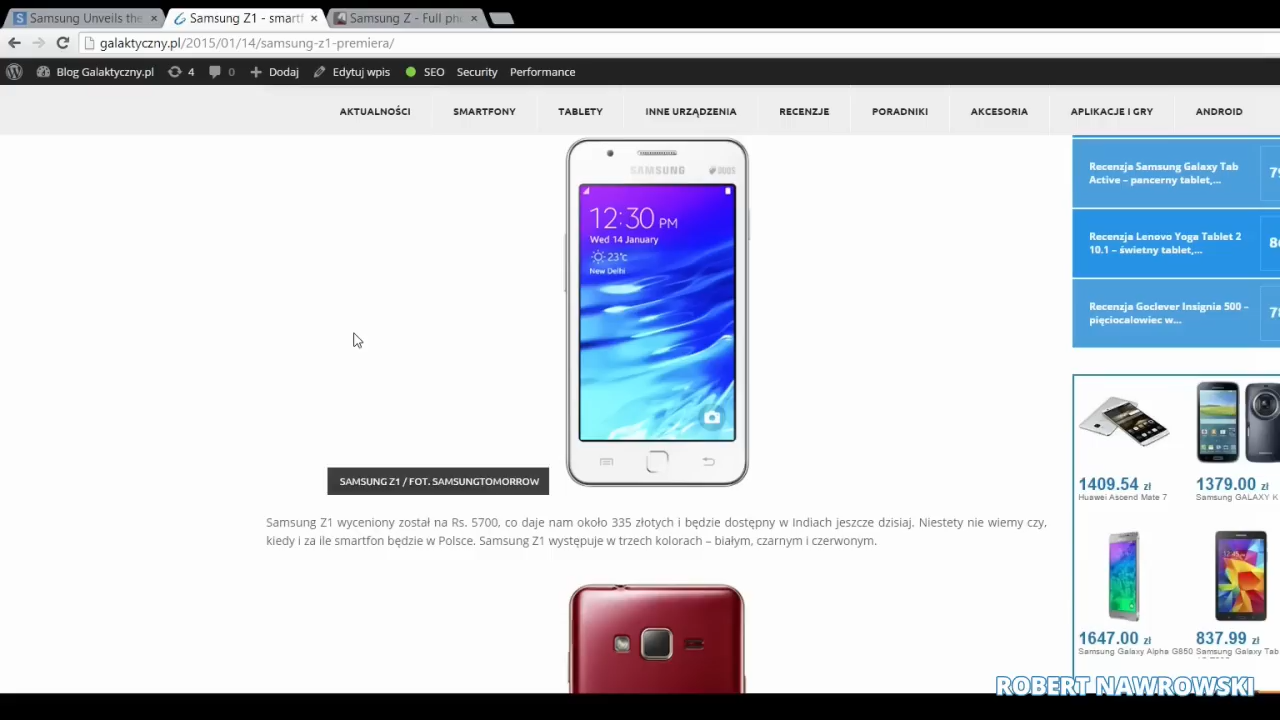 Samsung Unveils the
Samsung Z1 - smartf
Samsung Z - Full pho
galaktyczny.pl/2015/01/14/samsung-z1-premiera/
Blog Galaktyczny.pl 4 0 Dodaj Edytuj wpis SEO Security Performance
AKTUALNOŚCI SMARTFONY TABLETY INNE URZĄDZENIA RECENZJE PORADNIKI AKCESORIA APLIKACJE I GRY ANDROID
SAMSUNG DUOS
12:30 PM
Wed 14 January
23°c
New Delhi
SAMSUNG Z1 / FOT. SAMSUNGTOMORROW
Samsung Z1 wyceniony został na Rs. 5700, co daje nam około 335 złotych i będzie dostępny w Indiach jeszcze dzisiaj. Niestety nie wiemy czy,
kiedy i za ile smartfon będzie w Polsce. Samsung Z1 występuje w trzech kolorach – białym, czarnym i czerwonym.
Recenzja Samsung Galaxy Tab
Active – pancerny tablet,...
Recenzja Lenovo Yoga Tablet 2
10.1 – świetny tablet,...
Recenzja Goclever Insignia 500 –
pięciocalowiec w...
1409.54 zł
Huawei Ascend Mate 7
1379.00 zł
Samsung GALAXY K
1647.00 zł
Samsung Galaxy Alpha G850
837.99 zł
Samsung Galaxy Tab
ROBERT NAWROWSKI